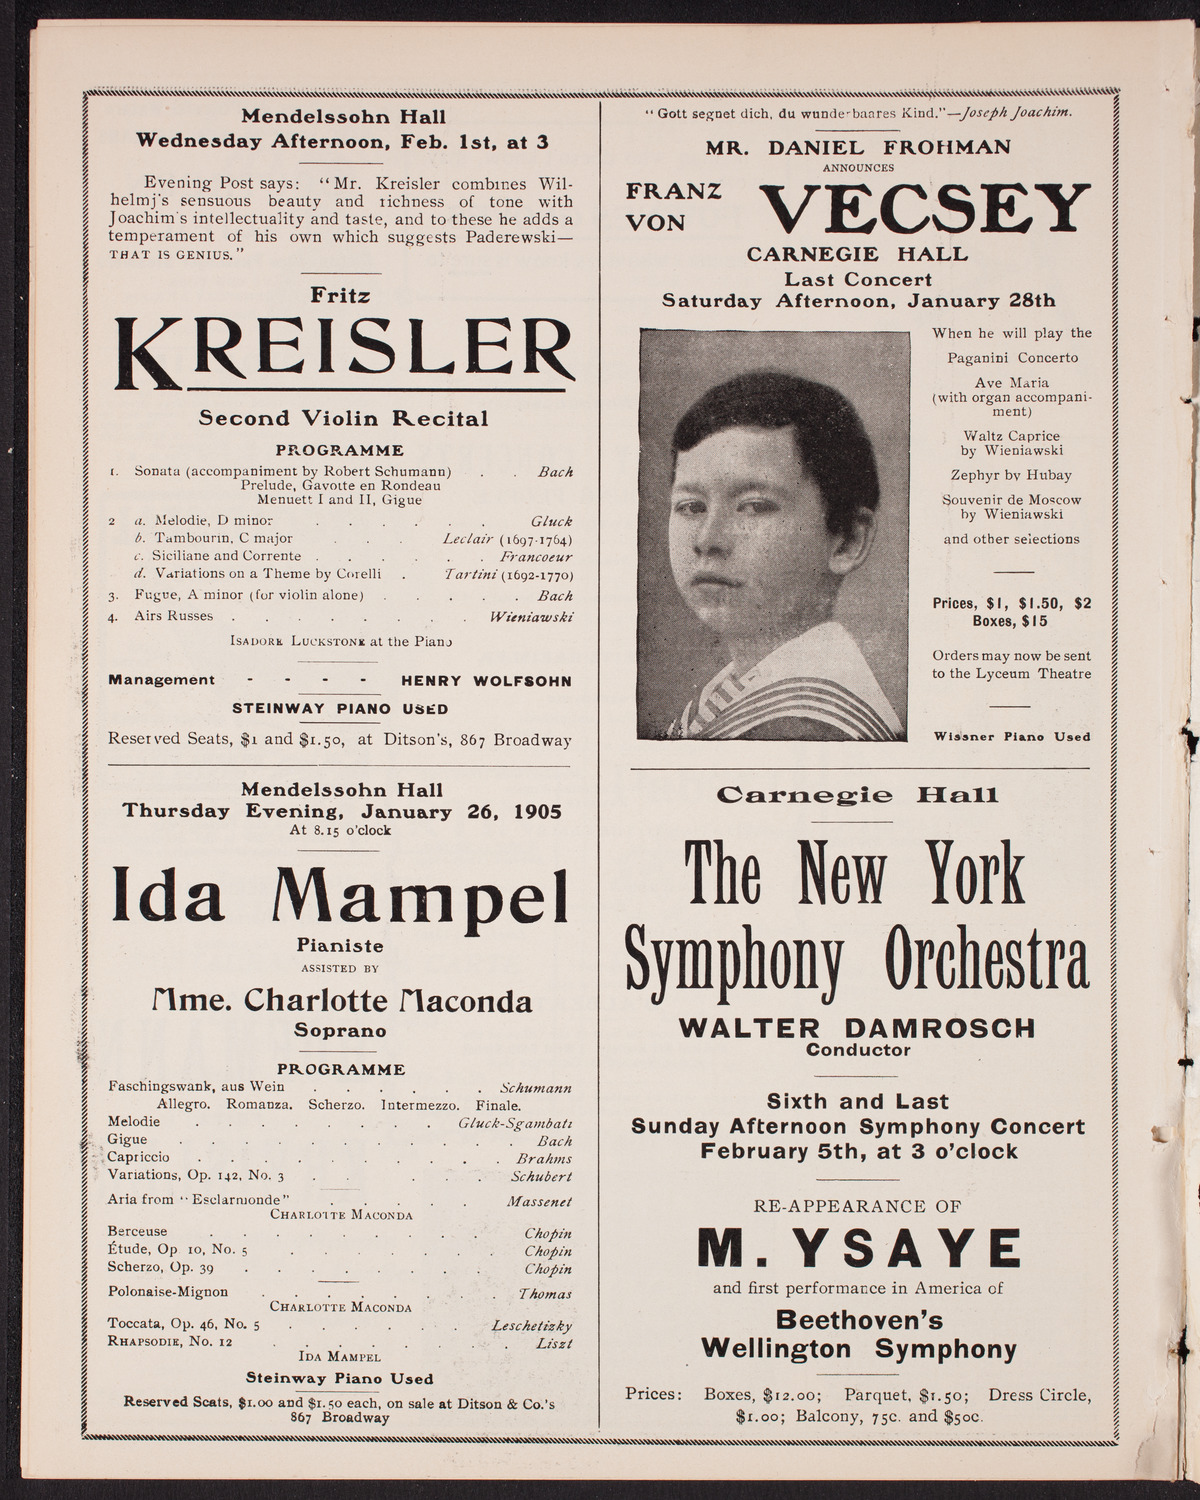 Mendelssohn Hall
Wednesday Afternoon, Feb. 1st, at 3
Evening Post says: "Mr. Kreisler combines Wil-
helmj's sensuous beauty and richness of tone with
Joachim's intellectuality and taste, and to these he adds a
temperament of his own which suggests Paderewski—
THAT IS GENIUS."
Fritz
KREISLER
Second Violin Recital
PROGRAMME
1. Sonata (accompaniment by Robert Schumann) . . Bach
Prelude, Gavotte en Rondeau
Menuett I and II, Gigue
2 a. Melodie, D minor . . . . . . Gluck
b. Tambourin, C major . . . Leclair (1697-1764)
c. Siciliane and Corrente . . . . . Francoeur
d. Variations on a Theme by Corelli . Tartini (1692-1770)
3. Fugue, A minor (for violin alone) . . . . . Bach
4. Airs Russes . . . . . . . . Wieniawski
ISADORE LUCKSTONE at the Piano
Management - - - - HENRY WOLFSOHN
STEINWAY PIANO USED
Reserved Seats, $1 and $1.50, at Ditson's, 867 Broadway
Mendelssohn Hall
Thursday Evening, January 26, 1905
At 8.15 o'clock
Ida Mampel
Pianiste
ASSISTED BY
Mme. Charlotte Maconda
Soprano
PROGRAMME
Faschingswank, aus Wein . . . . . . Schumann
Allegro. Romanza. Scherzo. Intermezzo. Finale.
Melodie . . . . . . . . Gluck-Sgambati
Gigue . . . . . . . . . . . Bach
Capriccio . . . . . . . . . . Brahms
Variations, Op. 142, No. 3 . . . . . Schubert
Aria from "Esclarmonde" . . . . . Massenet
CHARLOTTE MACONDA
Berceuse . . . . . . . . . Chopin
Étude, Op 10, No. 5 . . . . . . Chopin
Scherzo, Op. 39 . . . . . . . Chopin
Polonaise-Mignon . . . . . . . . Thomas
CHARLOTTE MACONDA
Toccata, Op. 46, No. 5 . . . . . . Leschetizky
RHAPSODIE, NO. 12 . . . . . . . Liszt
IDA MAMPEL
Steinway Piano Used
Reserved Seats, $1.00 and $1.50 each, on sale at Ditson & Co.'s
867 Broadway
"Gott segnet dich, du wunderbaares Kind."—Joseph Joachim.
MR. DANIEL FROHMAN
ANNOUNCES
FRANZ
VON VECSEY
CARNEGIE HALL
Last Concert
Saturday Afternoon, January 28th
When he will play the
Paganini Concerto
Ave Maria
(with organ accompani-
ment)
Waltz Caprice
by Wieniawski
Zephyr by Hubay
Souvenir de Moscow
by Wieniawski
and other selections
Prices, $1, $1.50, $2
Boxes, $15
Orders may now be sent
to the Lyceum Theatre
Wissner Piano Used
Carnegie Hall
The New York
Symphony Orchestra
WALTER DAMROSCH
Conductor
Sixth and Last
Sunday Afternoon Symphony Concert
February 5th, at 3 o'clock
RE-APPEARANCE OF
M. YSAYE
and first performance in America of
Beethoven's
Wellington Symphony
Prices: Boxes, $12.00; Parquet, $1.50; Dress Circle,
$1.00; Balcony, 75c. and $50c.